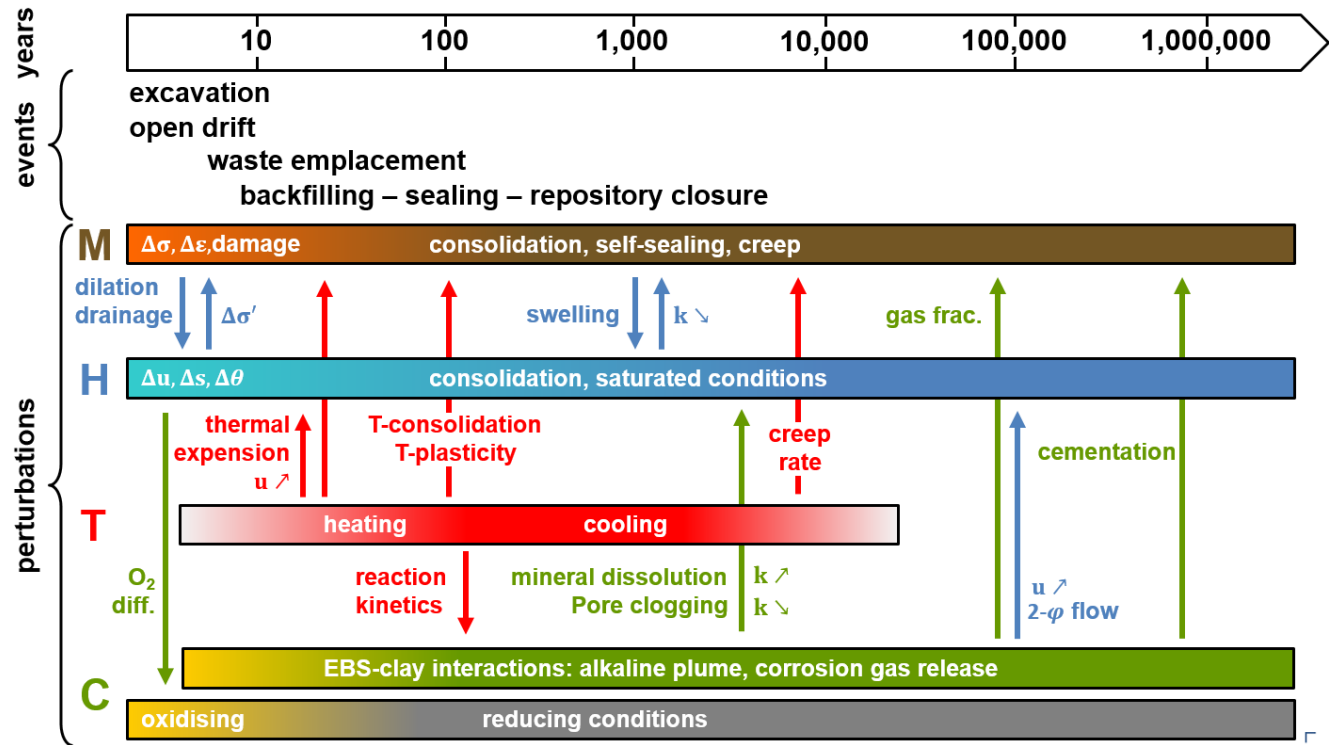 years
10 100 1,000 10,000 100,000 1,000,000
events
excavation
open drift
waste emplacement
backfilling – sealing – repository closure
perturbations
M
Δσ, Δε,damage
consolidation, self-sealing, creep
dilation
drainage
Δσ′
swelling
k ↘
gas frac.
H
Δu, Δs, Δθ
consolidation, saturated conditions
thermal
expension
u ↗
T-consolidation
T-plasticity
creep
rate
cementation
T
heating
cooling
O₂
diff.
reaction
kinetics
mineral dissolution k ↗
Pore clogging k ↘
u ↗
2-φ flow
C
EBS-clay interactions: alkaline plume, corrosion gas release
oxidising
reducing conditions